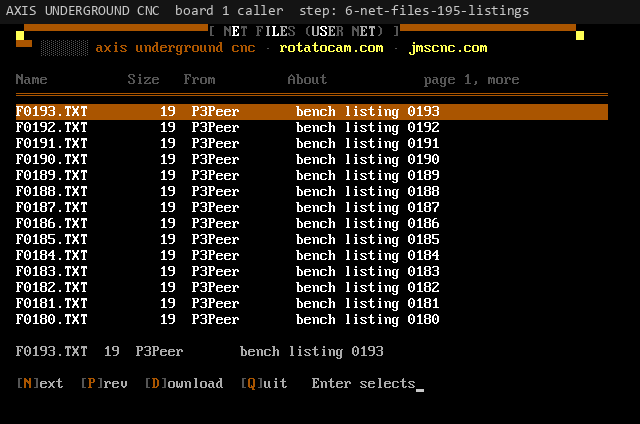 AXIS UNDERGROUND CNC  board 1 caller  step: 6-net-files-195-listings
[ NET FILES (USER NET) ]
axis underground cnc · rotatocam.com · jmscnc.com
Name          Size   From         About            page 1, more
F0193.TXT         19  P3Peer       bench listing 0193
F0192.TXT         19  P3Peer       bench listing 0192
F0191.TXT         19  P3Peer       bench listing 0191
F0190.TXT         19  P3Peer       bench listing 0190
F0189.TXT         19  P3Peer       bench listing 0189
F0188.TXT         19  P3Peer       bench listing 0188
F0187.TXT         19  P3Peer       bench listing 0187
F0186.TXT         19  P3Peer       bench listing 0186
F0185.TXT         19  P3Peer       bench listing 0185
F0184.TXT         19  P3Peer       bench listing 0184
F0183.TXT         19  P3Peer       bench listing 0183
F0182.TXT         19  P3Peer       bench listing 0182
F0181.TXT         19  P3Peer       bench listing 0181
F0180.TXT         19  P3Peer       bench listing 0180
F0193.TXT  19  P3Peer       bench listing 0193
[N]ext  [P]rev  [D]ownload  [Q]uit   Enter selects_